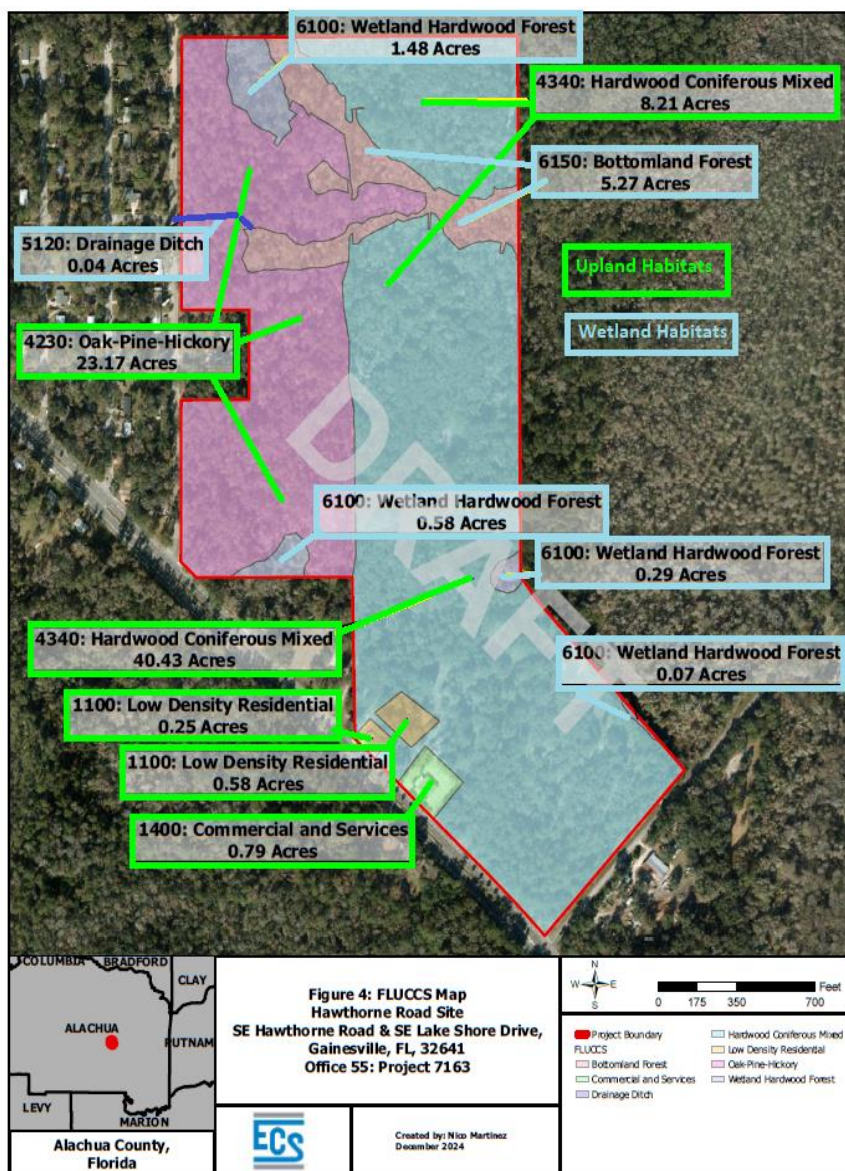 6100: Wetland Hardwood Forest
1.48 Acres
4340: Hardwood Coniferous Mixed
8.21 Acres
6150: Bottomland Forest
5.27 Acres
5120: Drainage Ditch
0.04 Acres
Upland Habitats
Wetland Habitats
4230: Oak-Pine-Hickory
23.17 Acres
DRAFT
6100: Wetland Hardwood Forest
0.58 Acres
6100: Wetland Hardwood Forest
0.29 Acres
4340: Hardwood Coniferous Mixed
40.43 Acres
6100: Wetland Hardwood Forest
0.07 Acres
1100: Low Density Residential
0.25 Acres
1100: Low Density Residential
0.58 Acres
1400: Commercial and Services
0.79 Acres
COLUMBIA
BRADFORD
CLAY
ALACHUA
PUTNAM
LEVY
MARION
Alachua County,
Florida
Figure 4: FLUCCS Map
Hawthorne Road Site
SE Hawthorne Road & SE Lake Shore Drive,
Gainesville, FL, 32641
Office 55: Project 7163
ECS
Created by: Nico Martinez
December 2024
N
W E
S
Feet
0 175 350 700
Project Boundary
FLUCCS
Bottomland Forest
Commercial and Services
Drainage Ditch
Hardwood Coniferous Mixed
Low Density Residential
Oak-Pine-Hickory
Wetland Hardwood Forest